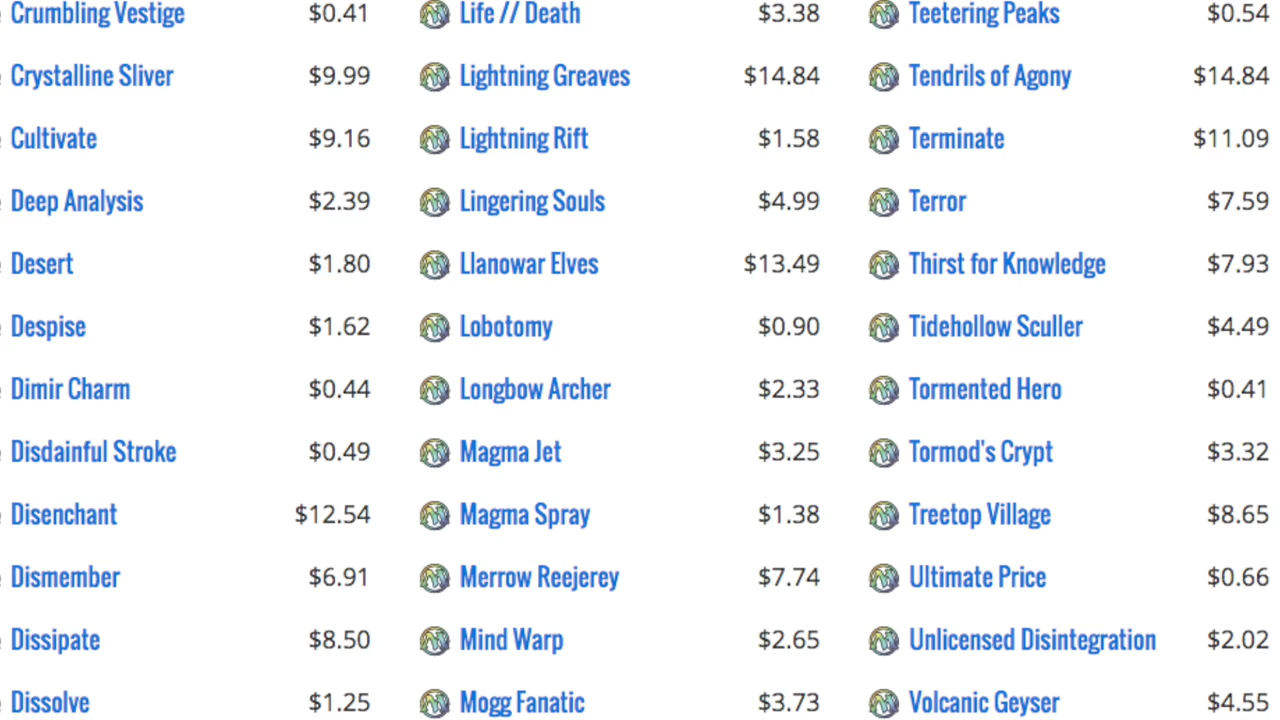 Crumbling Vestige $0.41 Life // Death $3.38 Teetering Peaks $0.54
Crystalline Sliver $9.99 Lightning Greaves $14.84 Tendrils of Agony $14.84
Cultivate $9.16 Lightning Rift $1.58 Terminate $11.09
Deep Analysis $2.39 Lingering Souls $4.99 Terror $7.59
Desert $1.80 Llanowar Elves $13.49 Thirst for Knowledge $7.93
Despise $1.62 Lobotomy $0.90 Tidehollow Sculler $4.49
Dimir Charm $0.44 Longbow Archer $2.33 Tormented Hero $0.41
Disdainful Stroke $0.49 Magma Jet $3.25 Tormod's Crypt $3.32
Disenchant $12.54 Magma Spray $1.38 Treetop Village $8.65
Dismember $6.91 Merrow Reejerey $7.74 Ultimate Price $0.66
Dissipate $8.50 Mind Warp $2.65 Unlicensed Disintegration $2.02
Dissolve $1.25 Mogg Fanatic $3.73 Volcanic Geyser $4.55